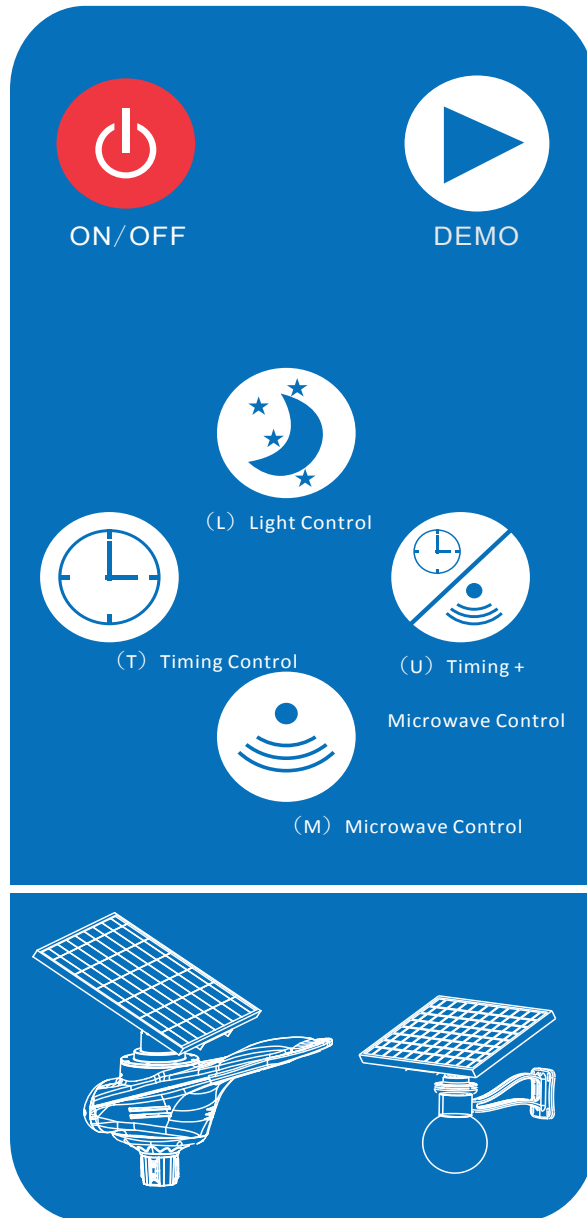 ON/OFF
DEMO
（L） Light Control
（T） Timing Control
（U） Timing +
Microwave Control
（M） Microwave Control